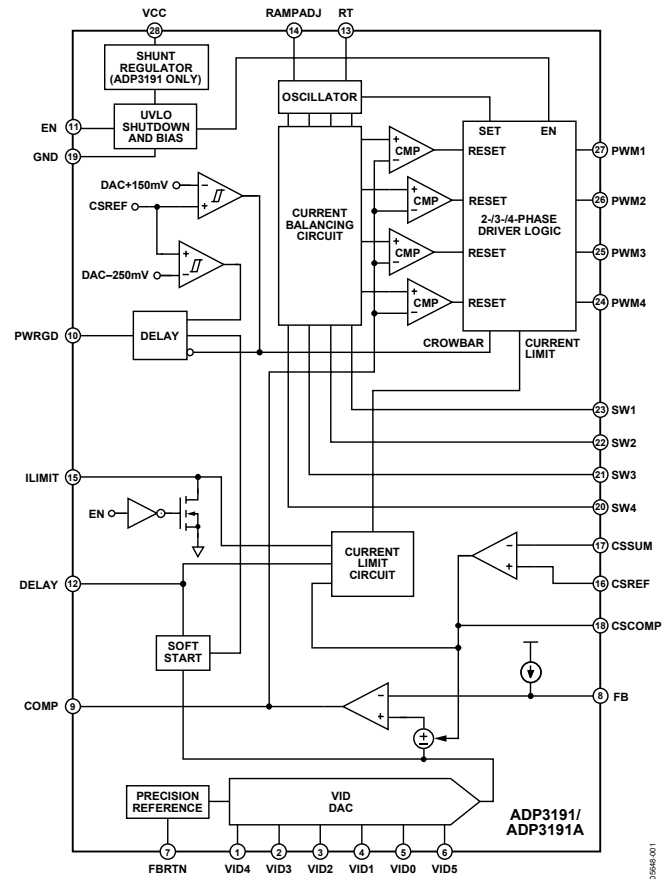 VCC
RAMPADJ
RT
28
14
13
SHUNT
REGULATOR
(ADP3191 ONLY)
OSCILLATOR
UVLO
SHUTDOWN
AND BIAS
EN
11
GND
19
SET
EN
CMP
RESET
27
PWM1
DAC+150mV
CSREF
CURRENT
BALANCING
CIRCUIT
CMP
RESET
26
PWM2
2-/3-/4-PHASE
DRIVER LOGIC
CMP
RESET
25
PWM3
DAC–250mV
CMP
RESET
24
PWM4
PWRGD
10
DELAY
CROWBAR
CURRENT
LIMIT
23
SW1
22
SW2
21
SW3
20
SW4
ILIMIT
15
EN
CURRENT
LIMIT
CIRCUIT
17
CSSUM
16
CSREF
DELAY
12
18
CSCOMP
SOFT
START
8
FB
COMP
9
PRECISION
REFERENCE
VID
DAC
ADP3191/
ADP3191A
7
1
2
3
4
5
6
FBRTN
VID4
VID3
VID2
VID1
VID0
VID5
05648-001